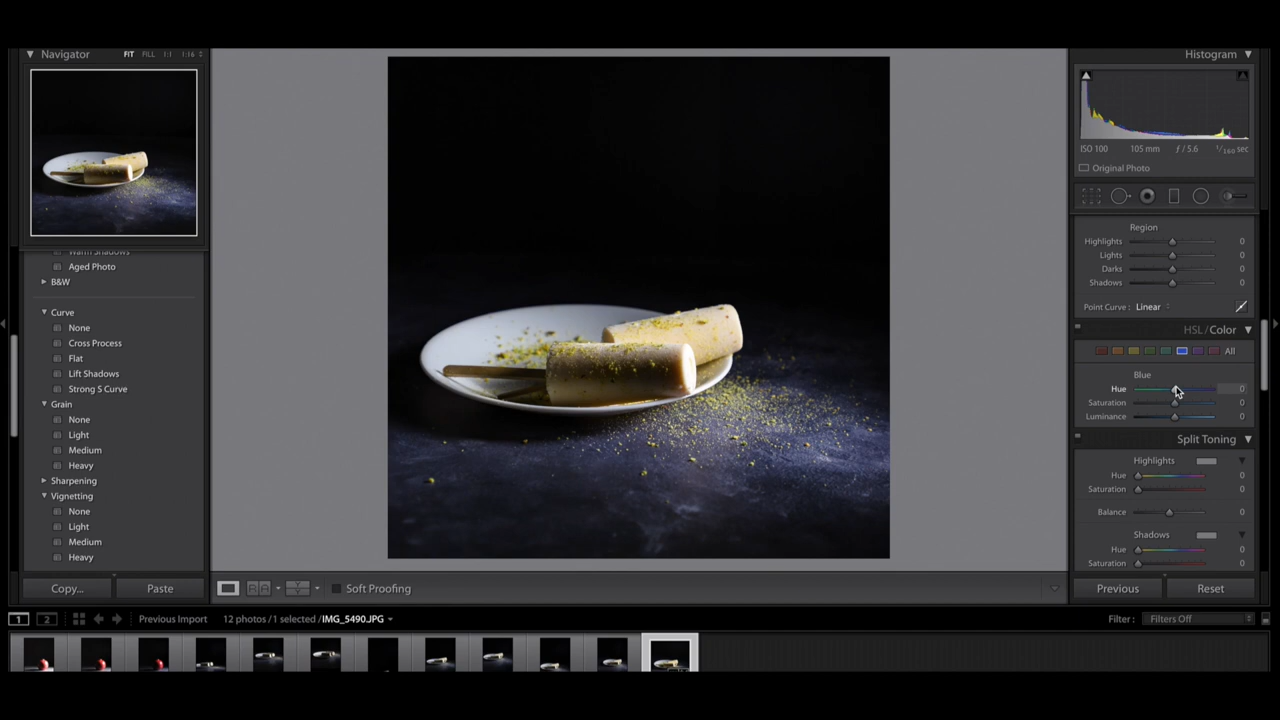 Navigator FIT FILL 1:1 1:16
Aged Photo
B&W
Curve
None
Cross Process
Flat
Lift Shadows
Strong S Curve
Grain
None
Light
Medium
Heavy
Sharpening
Vignetting
None
Light
Medium
Heavy
Copy... Paste
Soft Proofing
Histogram
ISO 100 105 mm ƒ / 5.6 1/160 sec
Original Photo
Region
Highlights 0
Lights 0
Darks 0
Shadows 0
Point Curve : Linear
HSL / Color
All
Blue
Hue 0
Saturation 0
Luminance 0
Split Toning
Highlights
Hue 0
Saturation 0
Balance 0
Shadows
Hue 0
Saturation 0
Previous Reset
1 2 Previous Import 12 photos / 1 selected / IMG_5490.JPG Filter : Filters Off